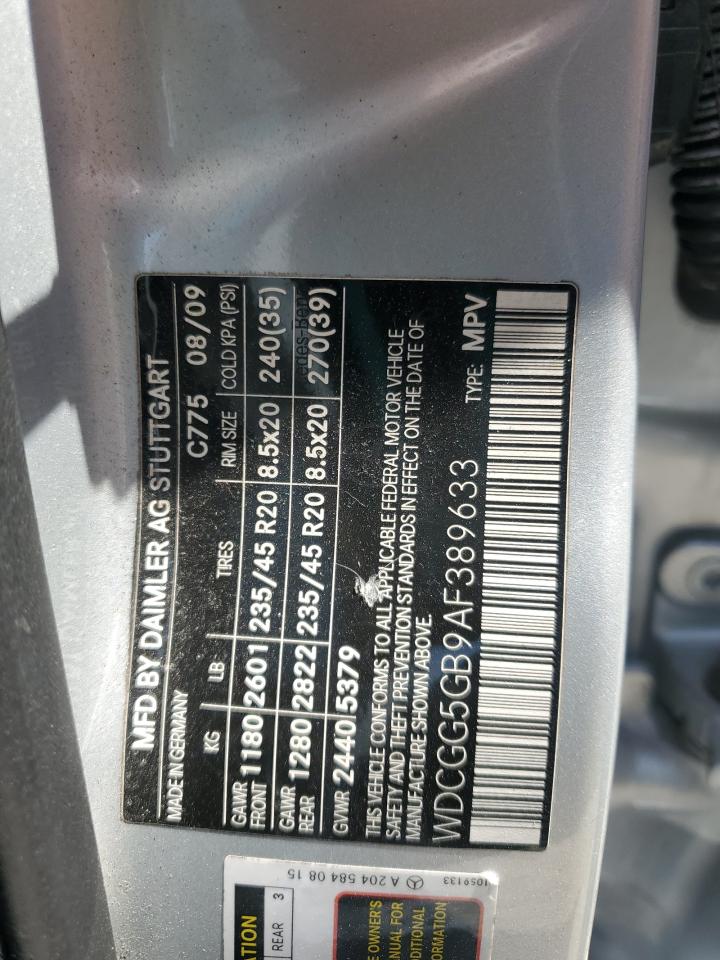 MFD BY DAIMLER AG STUTTGART
MADE IN GERMANY C775 08/09
KG LB TIRES RIM SIZE COLD KPA (PSI)
GAWR FRONT 1180 2601 235/45 R20 8.5x20 240(35)
GAWR REAR 1280 2822 235/45 R20 8.5x20 270(39)
GVWR 2440 5379
THIS VEHICLE CONFORMS TO ALL APPLICABLE FEDERAL MOTOR VEHICLE
SAFETY AND THEFT PREVENTION STANDARDS IN EFFECT ON THE DATE OF
MANUFACTURE SHOWN ABOVE.
WDCGG5GB9AF389633 TYPE: MPV
1059133
A 204 584 08 15
REAR 3
OWNER'S
FOR